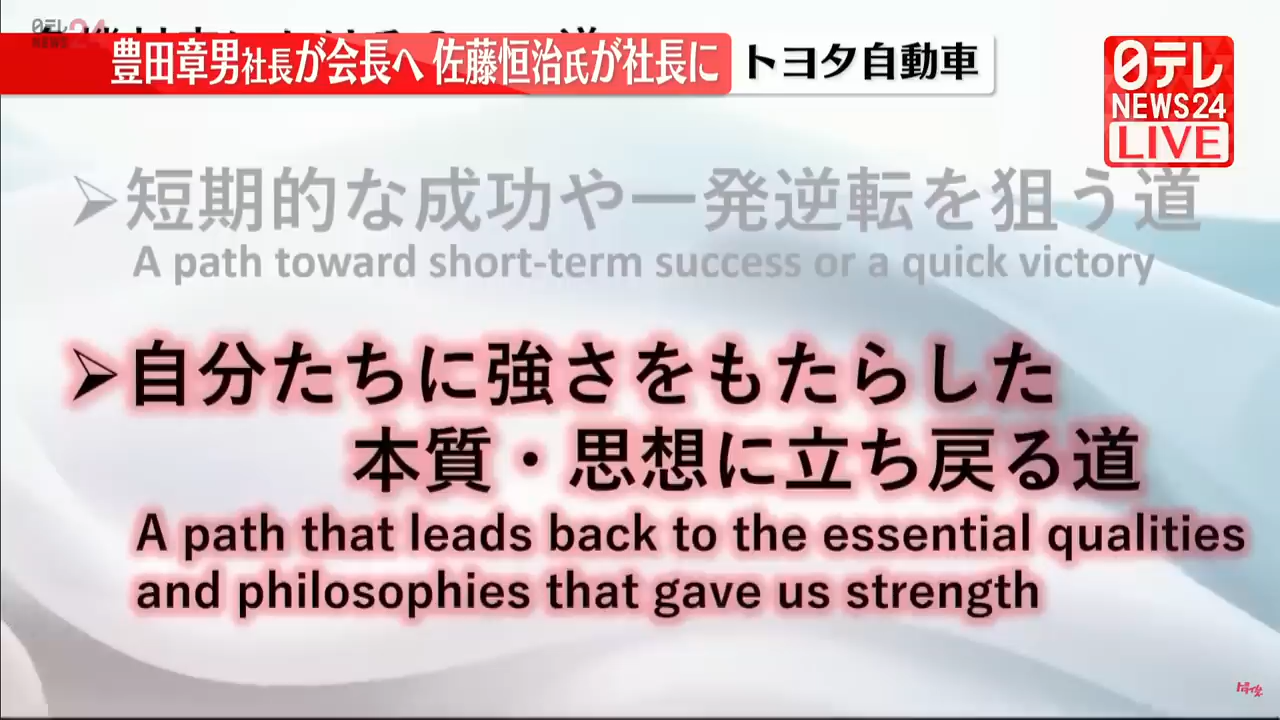 豊田章男社長が会長へ 佐藤恒治氏が社長に
トヨタ自動車
日テレ
NEWS24
LIVE
短期的な成功や一発逆転を狙う道
A path toward short-term success or a quick victory
自分たちに強さをもたらした
本質・思想に立ち戻る道
A path that leads back to the essential qualities
and philosophies that gave us strength